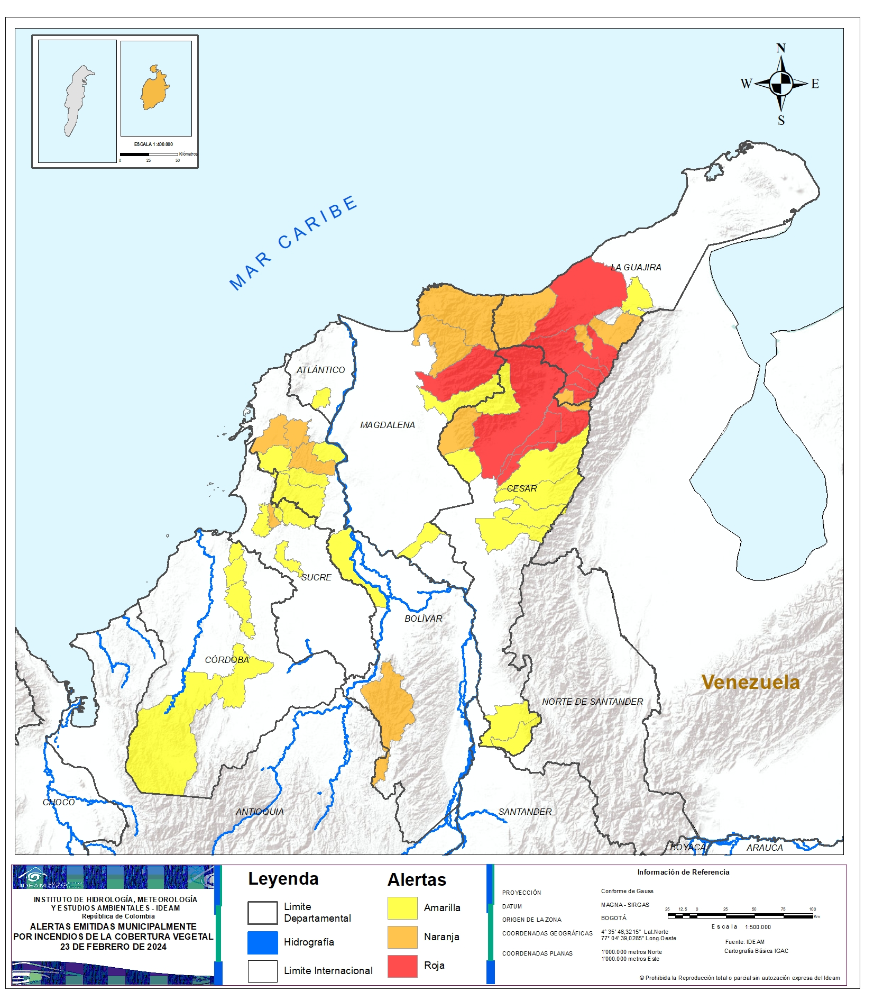 ESCALA 1:400.000
Kilómetros
0 25 50
N
W E
S
MAR CARIBE
LA GUAJIRA
ATLÁNTICO
MAGDALENA
CESAR
SUCRE
BOLÍVAR
CÓRDOBA
Venezuela
NORTE DE SANTANDER
CHOCÓ
ANTIOQUIA
SANTANDER
BOYACÁ
ARAUCA
IDEAM
INSTITUTO DE HIDROLOGÍA, METEOROLOGÍA
Y ESTUDIOS AMBIENTALES - IDEAM
República de Colombia
ALERTAS EMITIDAS MUNICIPALMENTE
POR INCENDIOS DE LA COBERTURA VEGETAL
23 DE FEBRERO DE 2024
Leyenda
Limite
Departamental
Hidrografía
Limite Internacional
Alertas
Amarilla
Naranja
Roja
Información de Referencia
PROYECCIÓN Conforme de Gauss
DATUM MAGNA - SIRGAS
ORIGEN DE LA ZONA BOGOTÁ
COORDENADAS GEOGRÁFICAS 4° 35' 46,3215" Lat.Norte
77° 04' 39,0285" Long.Oeste
COORDENADAS PLANAS 1'000.000 metros Norte
1'000.000 metros Este
25 12,5 0 25 50 75 100
Km
Escala 1:500.000
Fuente: IDEAM
Cartografía Básica IGAC
© Prohibida la Reproducción total o parcial sin autozación expresa del Ideam